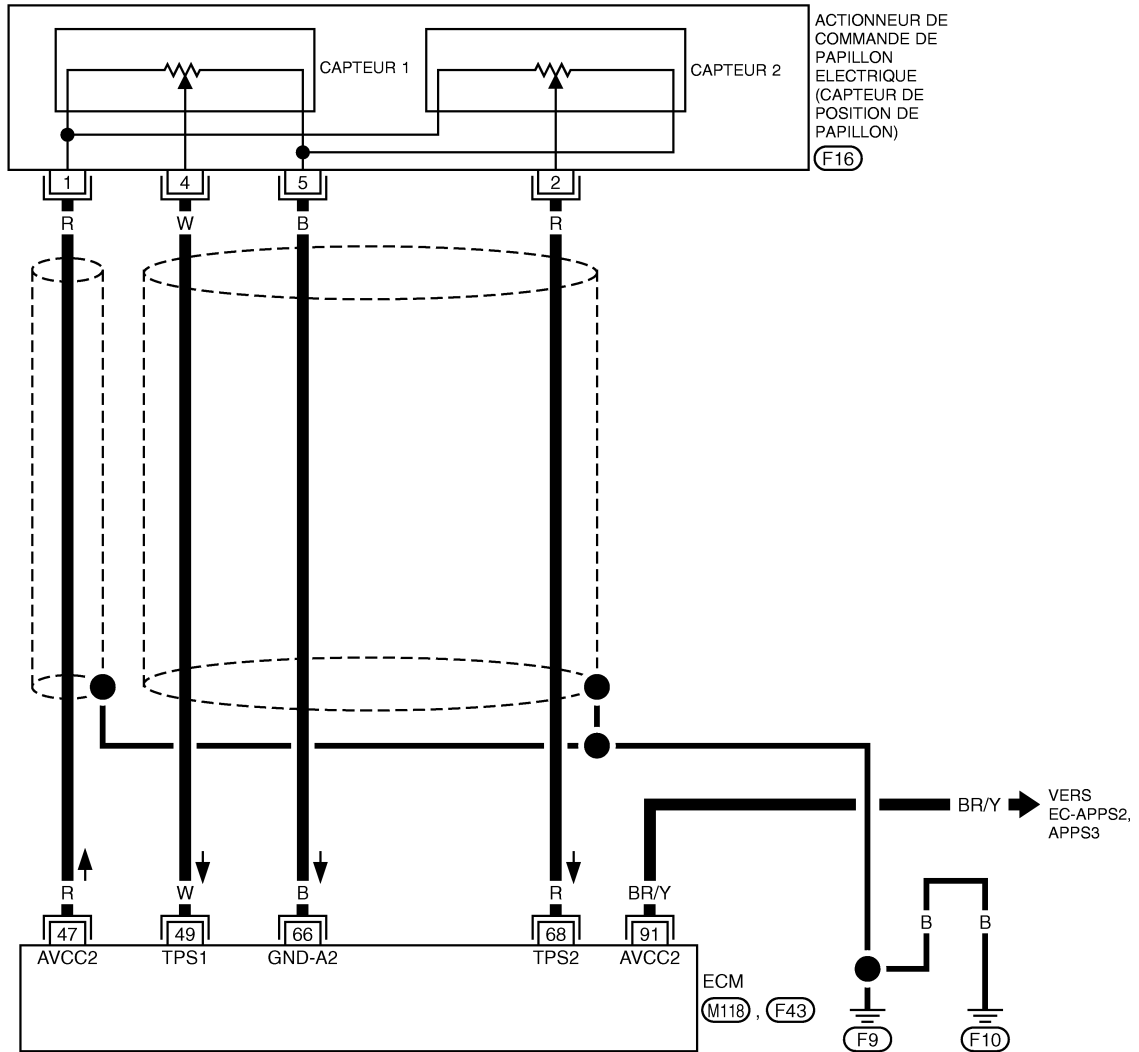 ACTIONNEUR DE
COMMANDE DE
PAPILLON
ELECTRIQUE
(CAPTEUR DE
POSITION DE
PAPILLON)
F16
CAPTEUR 1
CAPTEUR 2
1 4 5 2
R W B R
VERS
EC-APPS2,
APPS3
BR/Y
R W B R BR/Y
B B
47 49 66 68 91
AVCC2 TPS1 GND-A2 TPS2 AVCC2
ECM
M118 , F43
F9 F10